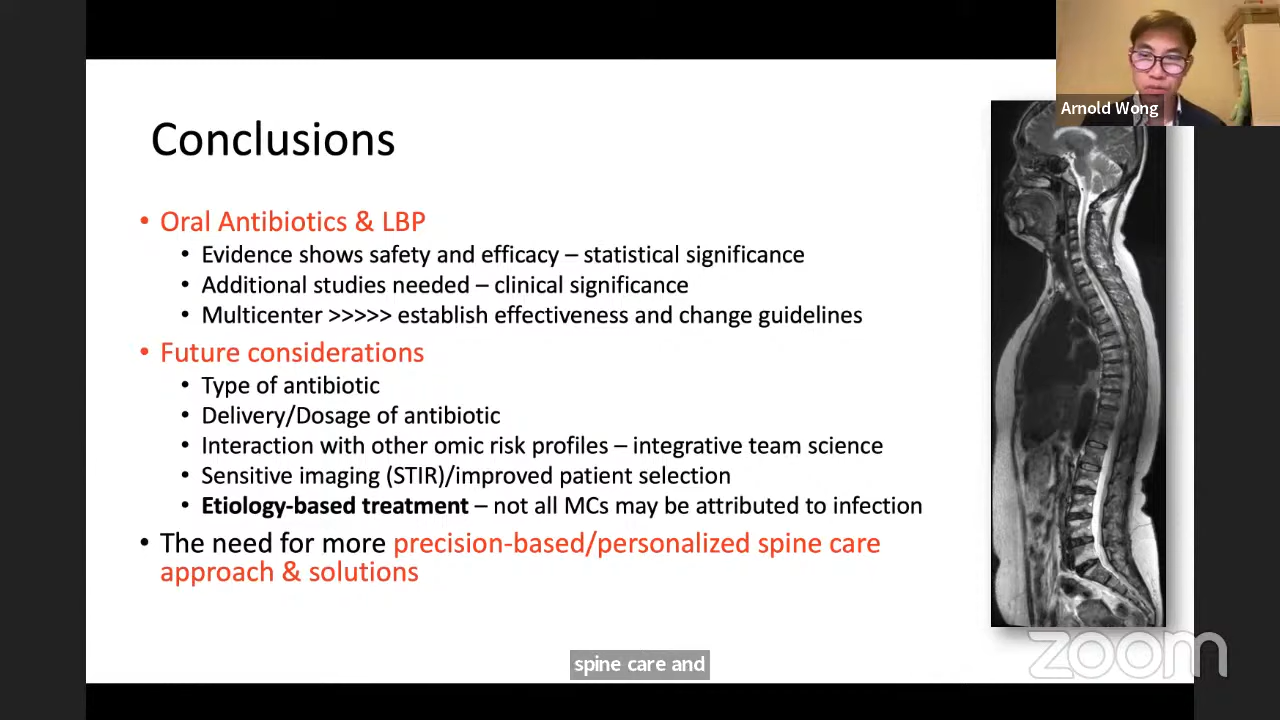 Arnold Wong
Conclusions
• Oral Antibiotics & LBP
• Evidence shows safety and efficacy – statistical significance
• Additional studies needed – clinical significance
• Multicenter >>>>> establish effectiveness and change guidelines
• Future considerations
• Type of antibiotic
• Delivery/Dosage of antibiotic
• Interaction with other omic risk profiles – integrative team science
• Sensitive imaging (STIR)/improved patient selection
• Etiology-based treatment – not all MCs may be attributed to infection
• The need for more precision-based/personalized spine care
approach & solutions
zoom
spine care and